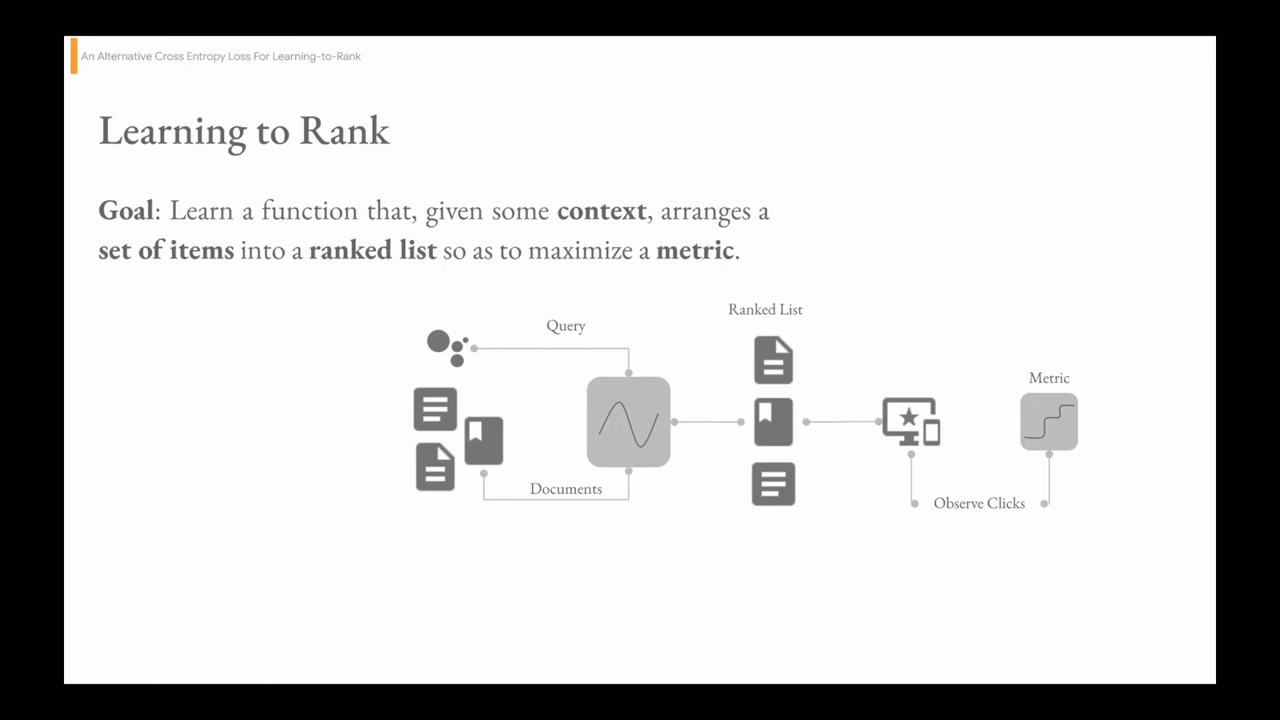 An Alternative Cross Entropy Loss For Learning-to-Rank
Learning to Rank
Goal: Learn a function that, given some context, arranges a
set of items into a ranked list so as to maximize a metric.
Ranked List
Query
Metric
Documents
Observe Clicks